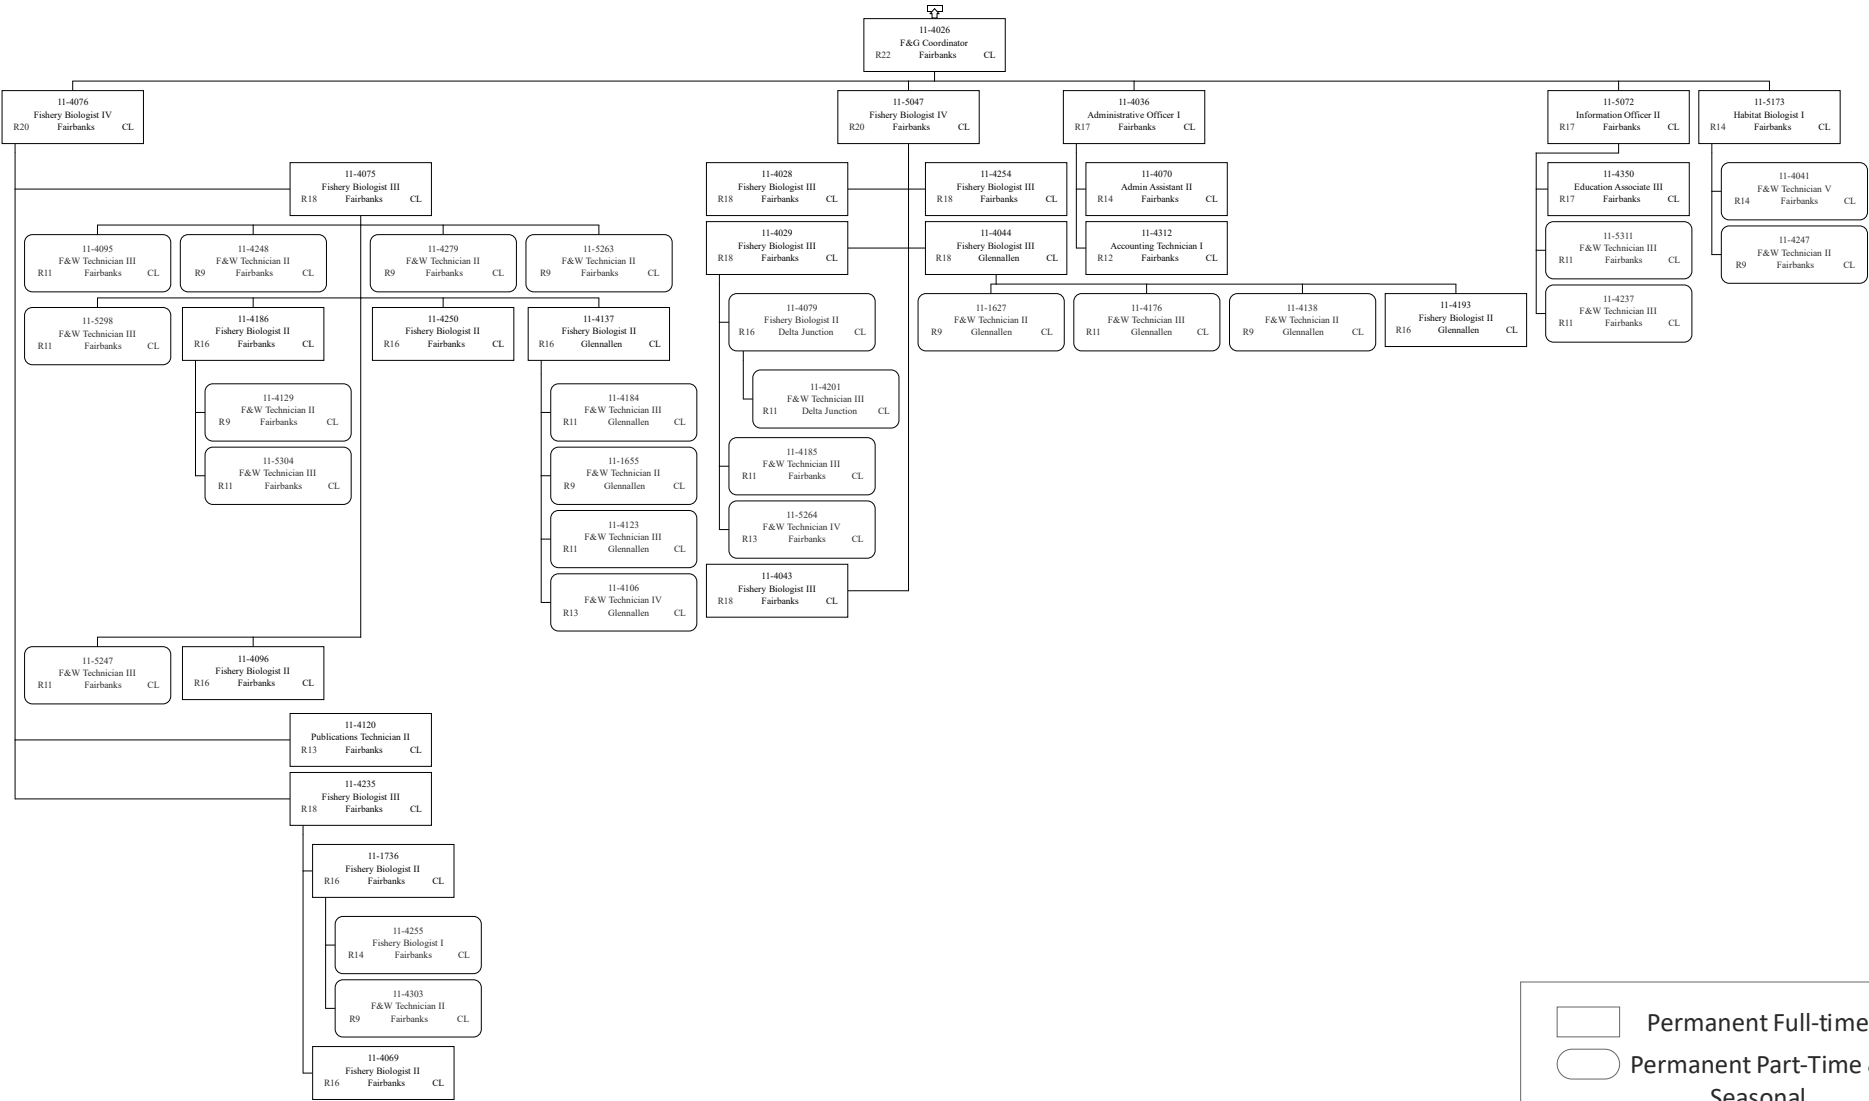 11-4026
F&G Coordinator
R22 Fairbanks CL
11-4076
Fishery Biologist IV
R20 Fairbanks CL
11-5047
Fishery Biologist IV
R20 Fairbanks CL
11-4036
Administrative Officer I
R17 Fairbanks CL
11-5072
Information Officer II
R17 Fairbanks CL
11-5173
Habitat Biologist I
R14 Fairbanks CL
11-4075
Fishery Biologist III
R18 Fairbanks CL
11-4028
Fishery Biologist III
R18 Fairbanks CL
11-4254
Fishery Biologist III
R18 Fairbanks CL
11-4070
Admin Assistant II
R14 Fairbanks CL
11-4350
Education Associate III
R17 Fairbanks CL
11-4041
F&W Technician V
R14 Fairbanks CL
11-4095
F&W Technician III
R11 Fairbanks CL
11-4248
F&W Technician II
R9 Fairbanks CL
11-4279
F&W Technician II
R9 Fairbanks CL
11-5263
F&W Technician II
R9 Fairbanks CL
11-4029
Fishery Biologist III
R18 Fairbanks CL
11-4044
Fishery Biologist III
R18 Glennallen CL
11-4312
Accounting Technician I
R12 Fairbanks CL
11-5311
F&W Technician III
R11 Fairbanks CL
11-4247
F&W Technician II
R9 Fairbanks CL
11-5298
F&W Technician III
R11 Fairbanks CL
11-4186
Fishery Biologist II
R16 Fairbanks CL
11-4250
Fishery Biologist II
R16 Fairbanks CL
11-4137
Fishery Biologist II
R16 Glennallen CL
11-4079
Fishery Biologist II
R16 Delta Junction CL
11-1627
F&W Technician II
R9 Glennallen CL
11-4176
F&W Technician III
R11 Glennallen CL
11-4138
F&W Technician II
R9 Glennallen CL
11-4193
Fishery Biologist II
R16 Glennallen CL
11-4237
F&W Technician III
R11 Fairbanks CL
11-4129
F&W Technician II
R9 Fairbanks CL
11-4184
F&W Technician III
R11 Glennallen CL
11-4201
F&W Technician III
R11 Delta Junction CL
11-5304
F&W Technician III
R11 Fairbanks CL
11-1655
F&W Technician II
R9 Glennallen CL
11-4185
F&W Technician III
R11 Fairbanks CL
11-4123
F&W Technician III
R11 Glennallen CL
11-5264
F&W Technician IV
R13 Fairbanks CL
11-4106
F&W Technician IV
R13 Glennallen CL
11-4043
Fishery Biologist III
R18 Fairbanks CL
11-5247
F&W Technician III
R11 Fairbanks CL
11-4096
Fishery Biologist II
R16 Fairbanks CL
11-4120
Publications Technician II
R13 Fairbanks CL
11-4235
Fishery Biologist III
R18 Fairbanks CL
11-1736
Fishery Biologist II
R16 Fairbanks CL
11-4255
Fishery Biologist I
R14 Fairbanks CL
11-4303
F&W Technician II
R9 Fairbanks CL
11-4069
Fishery Biologist II
R16 Fairbanks CL
Permanent Full-time
Permanent Part-Time
Seasonal